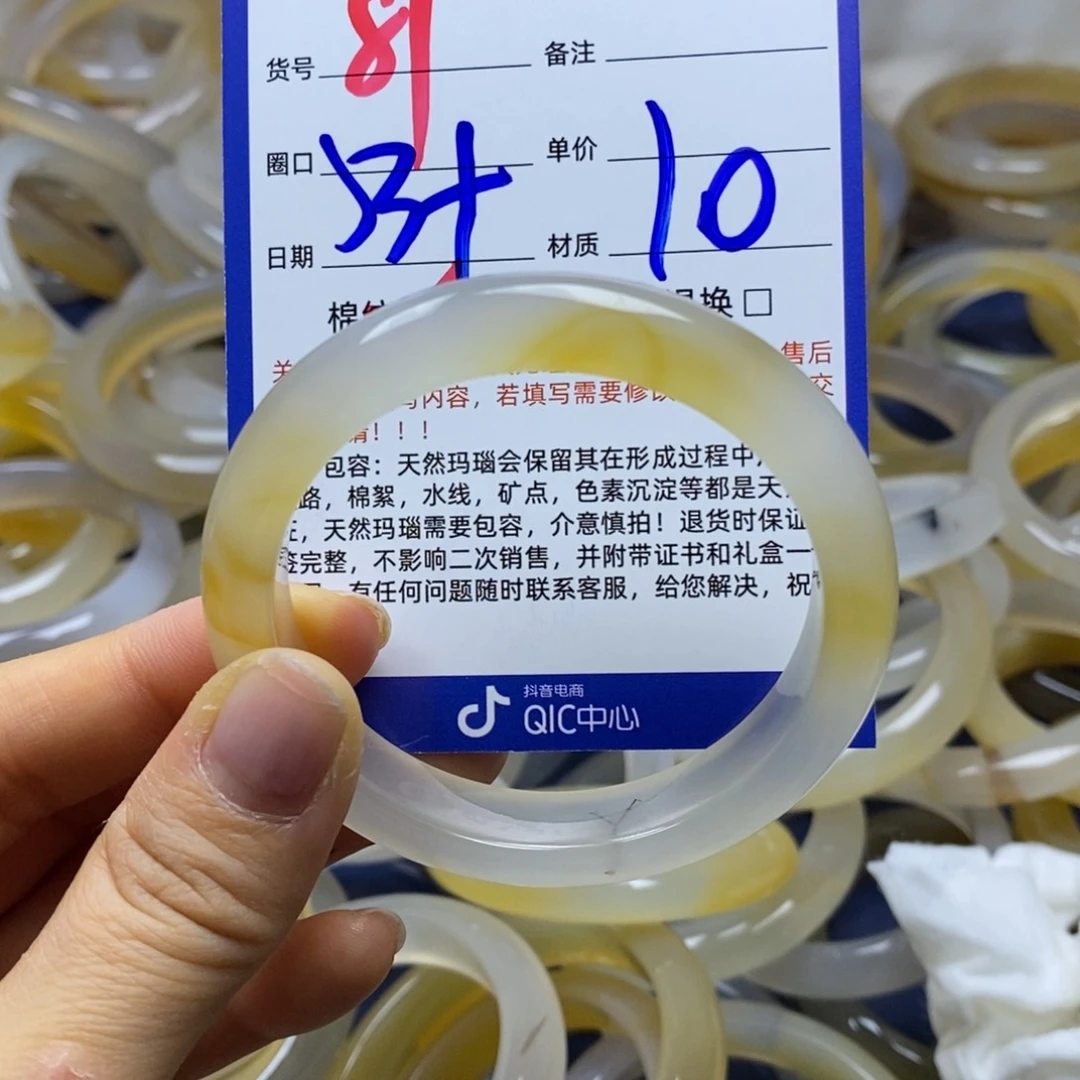 货号 备注
圈口 单价 10
日期 材质
棉 换 □
售后
内容，若填写需要修 交
！！！
包容：天然玛瑙会保留其在形成过程中
路，棉絮，水线，矿点，色素沉淀等都是天
，天然玛瑙需要包容，介意慎拍！退货时保证
签完整，不影响二次销售，并附带证书和礼盒一
有任何问题随时联系客服，给您解决，祝
抖音电商
QIC中心